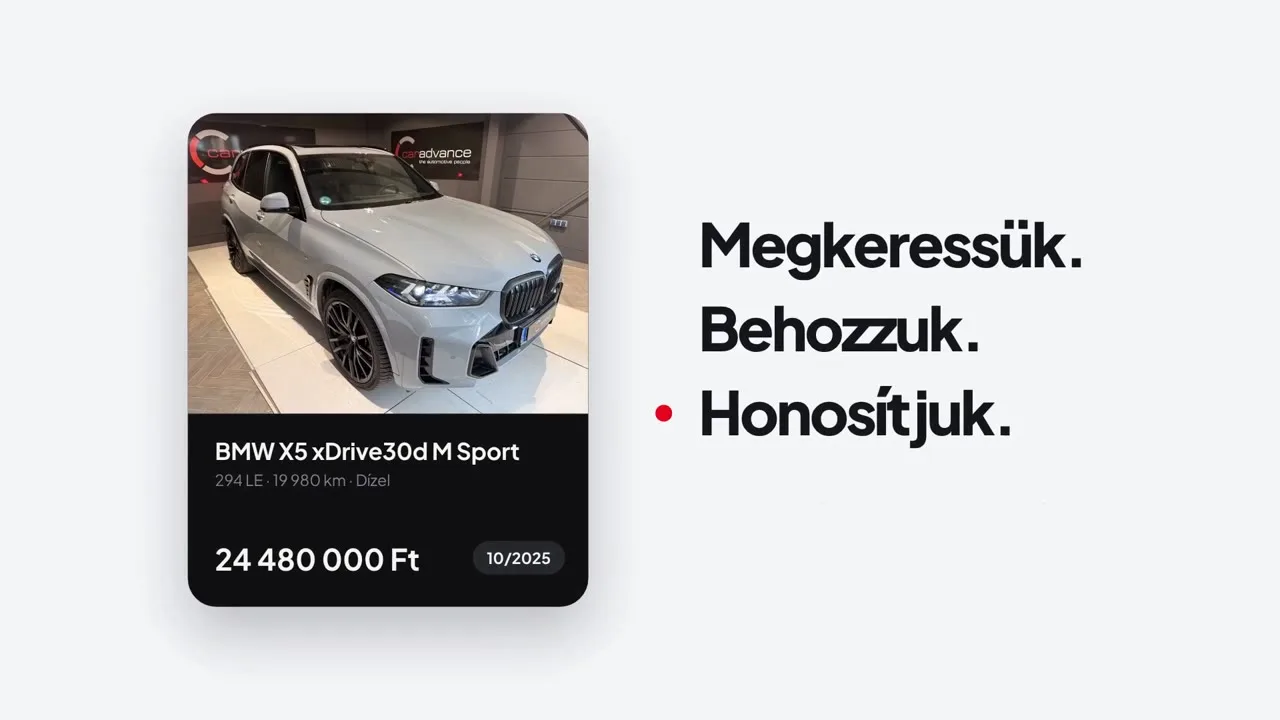 caradvance
the automotive people
BMW X5 xDrive30d M Sport
294 LE · 19 980 km · Dízel
24 480 000 Ft
10/2025
Megkeressük.
Behozzuk.
Honosítjuk.